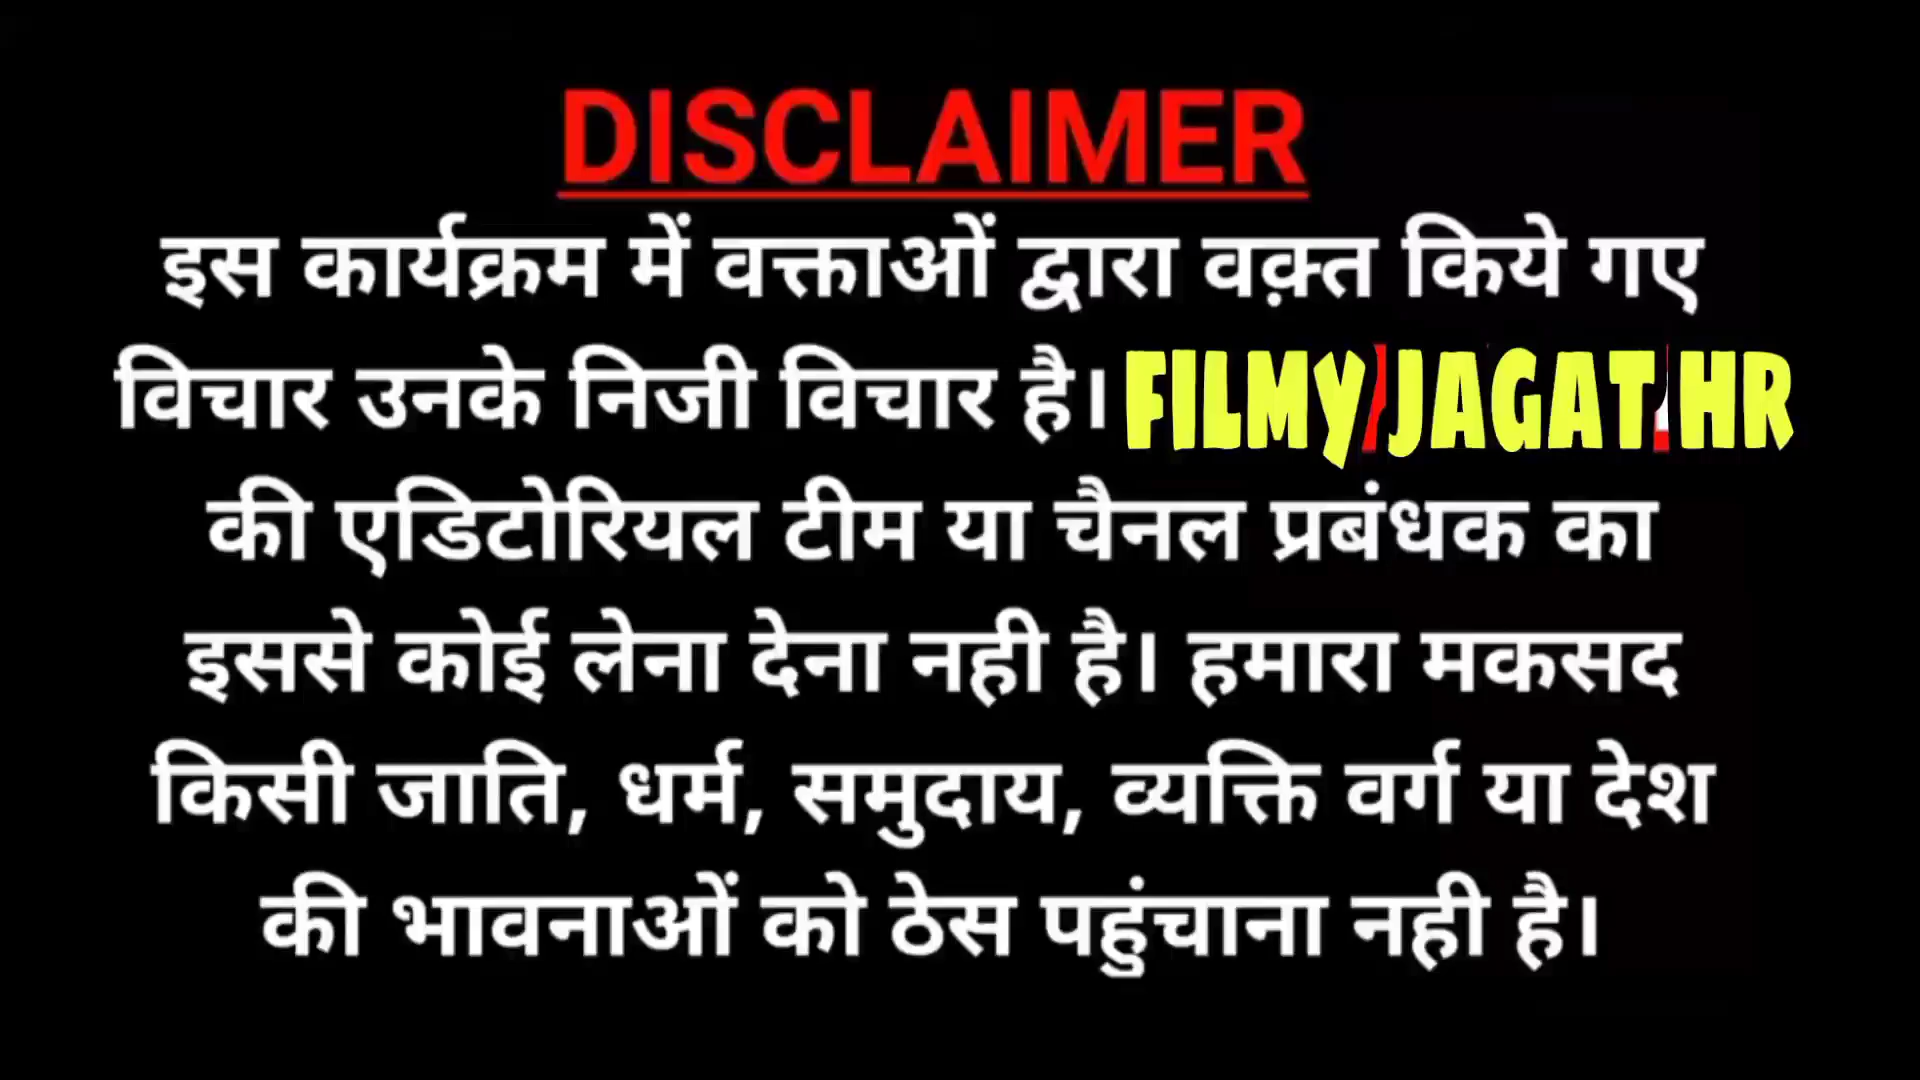 DISCLAIMER
इस कार्यक्रम में वक्ताओं द्वारा वक़्त किये गए
विचार उनके निजी विचार है। FILMY JAGAT HR
की एडिटोरियल टीम या चैनल प्रबंधक का
इससे कोई लेना देना नही है। हमारा मकसद
किसी जाति, धर्म, समुदाय, व्यक्ति वर्ग या देश
की भावनाओं को ठेस पहुंचाना नही है।